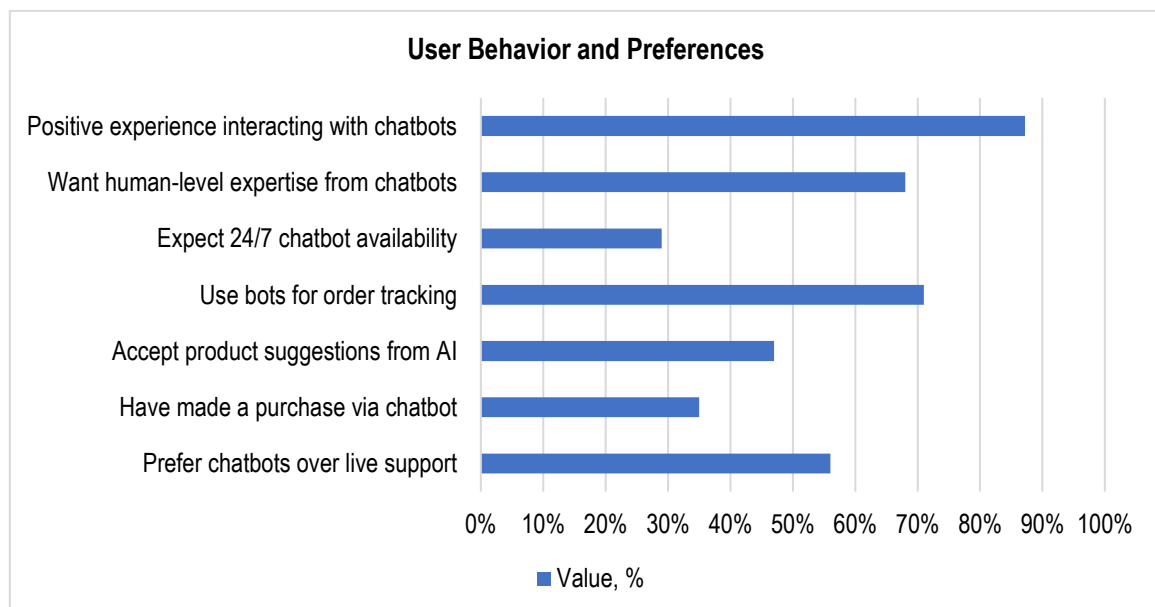 User Behavior and Preferences
Positive experience interacting with chatbots
Want human-level expertise from chatbots
Expect 24/7 chatbot availability
Use bots for order tracking
Accept product suggestions from AI
Have made a purchase via chatbot
Prefer chatbots over live support
0% 10% 20% 30% 40% 50% 60% 70% 80% 90% 100%
Value, %